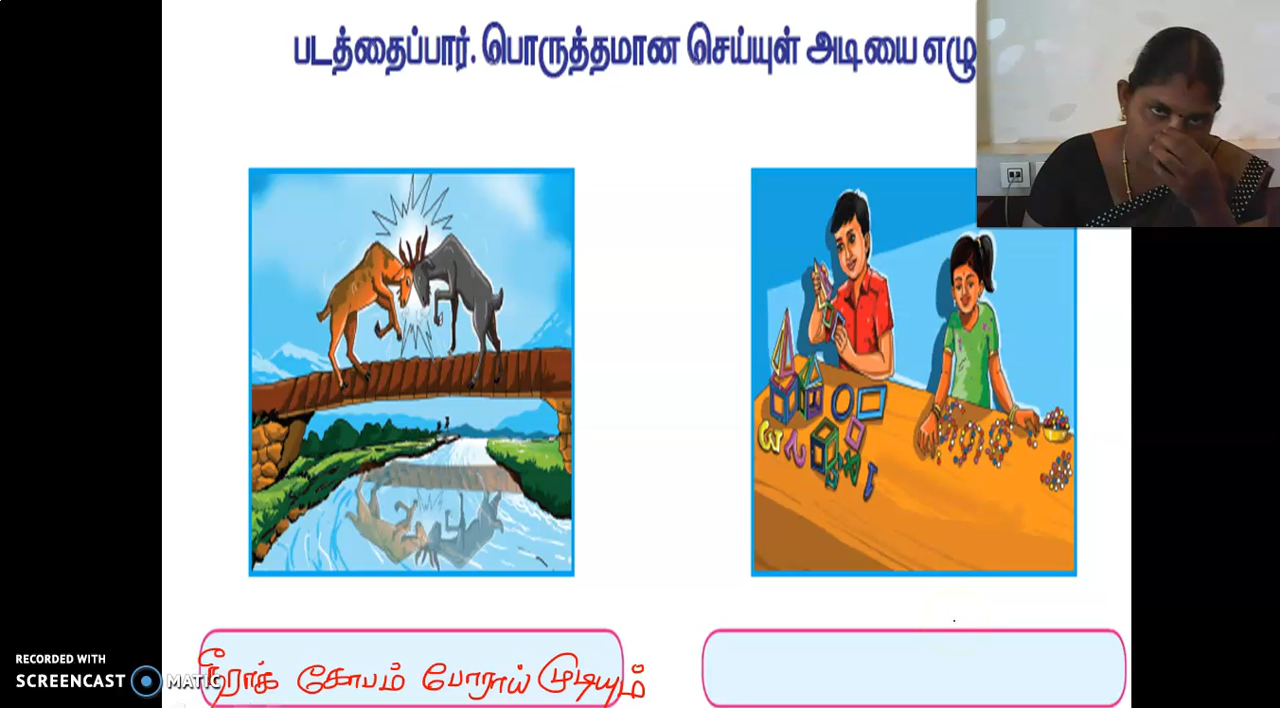 படத்தைப்பார். பொருத்தமான செய்யுள் அடியை எழு
தீராக் கோபம் போராய் முடியும்
RECORDED WITH
SCREENCAST MATIC